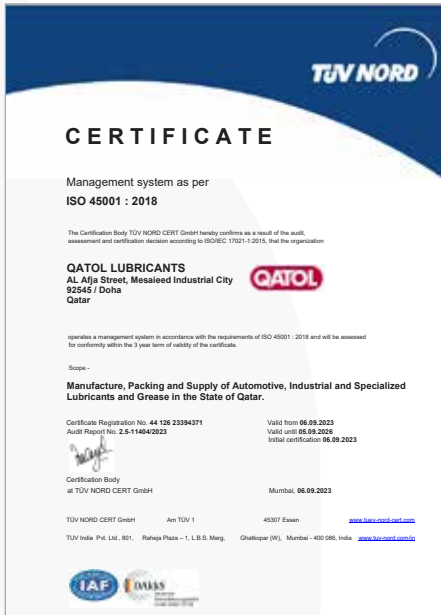 TÜV NORD
CERTIFICATE
Management system as per
ISO 45001 : 2018
The Certification Body TÜV NORD CERT GmbH hereby confirms as a result of the audit,
assessment and certification decision according to ISO/IEC 17021-1:2015, that the organization
QATOL LUBRICANTS
AL Afja Street, Mesaieed Industrial City
92545 / Doha
Qatar
QATOL
operates a management system in accordance with the requirements of ISO 45001 : 2018 and will be assessed
for conformity within the 3 year term of validity of the certificate.
Scope -
Manufacture, Packing and Supply of Automotive, Industrial and Specialized
Lubricants and Grease in the State of Qatar.
Certificate Registration No. 44 126 23394371
Audit Report No. 2.5-11404/2023
Valid from 06.09.2023
Valid until 05.09.2026
Initial certification 06.09.2023
Certification Body
at TÜV NORD CERT GmbH
Mumbai, 06.09.2023
TÜV NORD CERT GmbH Am TÜV 1 45307 Essen www.tuev-nord-cert.com
TUV India Pvt. Ltd., 801, Raheja Plaza – 1, L.B.S. Marg, Ghatkopar (W), Mumbai - 400 086, India www.tuv-nord.com/in
IAF
DAkkS